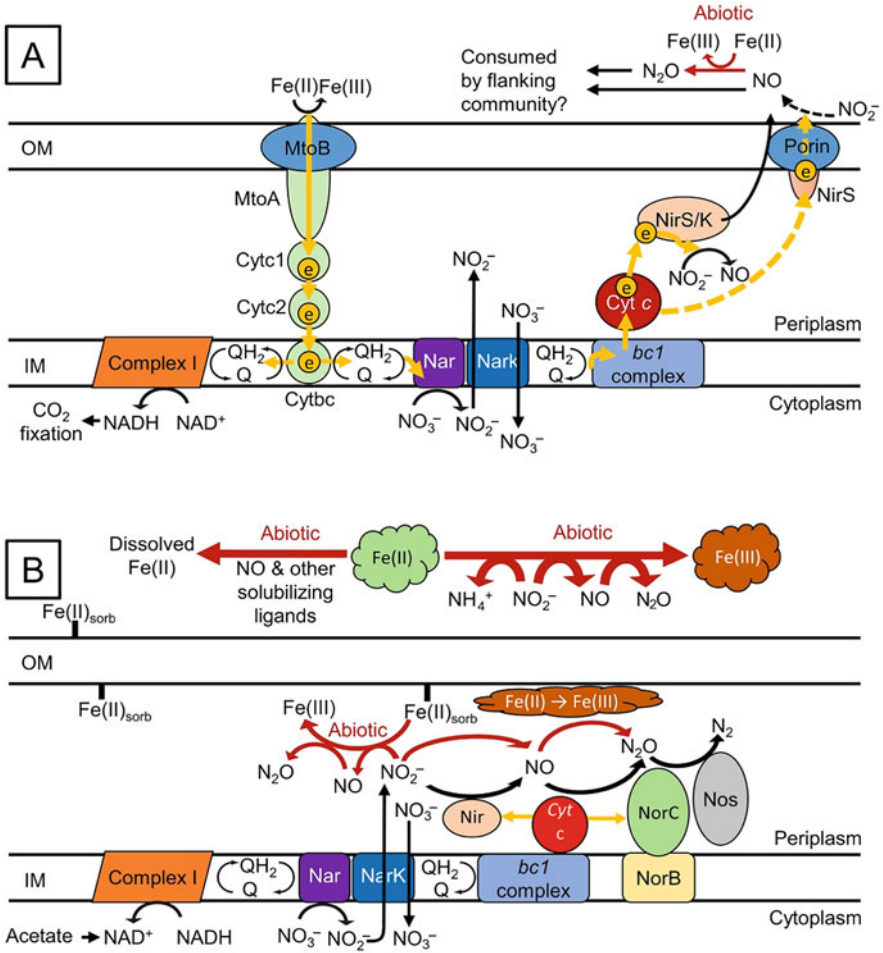 A
Abiotic
Fe(III) Fe(II)
Consumed
by flanking
community?
N₂O
NO
NO₂⁻
Fe(II)Fe(III)
OM
MtoB
Porin
e
NirS
MtoA
NirS/K
e
Cytc1
e
NO₂⁻
NO₂⁻ NO
e
Cyt c
Cytc2
e
NO₃⁻
Periplasm
IM
Complex I
QH₂
Q
e
QH₂
Q
Nar
Nark
QH₂
Q
bc1
complex
Cytbc
Cytoplasm
CO₂
fixation
NADH NAD⁺
NO₃⁻ NO₂⁻
NO₃⁻
B
Dissolved
Fe(II)
Abiotic
NO & other
solubilizing
ligands
Fe(II)
Abiotic
Fe(III)
NH₄⁺ NO₂⁻ NO N₂O
Fe(II)sorb
OM
Fe(II)sorb
Fe(III)
Fe(II)sorb
Fe(II) → Fe(III)
Abiotic
N₂O
NO
NO₂⁻
NO
N₂O
N₂
NO₃⁻
Nir
Cyt
c
NorC
Nos
Periplasm
IM
Complex I
QH₂
Q
Nar
NarK
QH₂
Q
bc1
complex
NorB
Cytoplasm
Acetate
NAD⁺ NADH
NO₃⁻ NO₂⁻ NO₃⁻